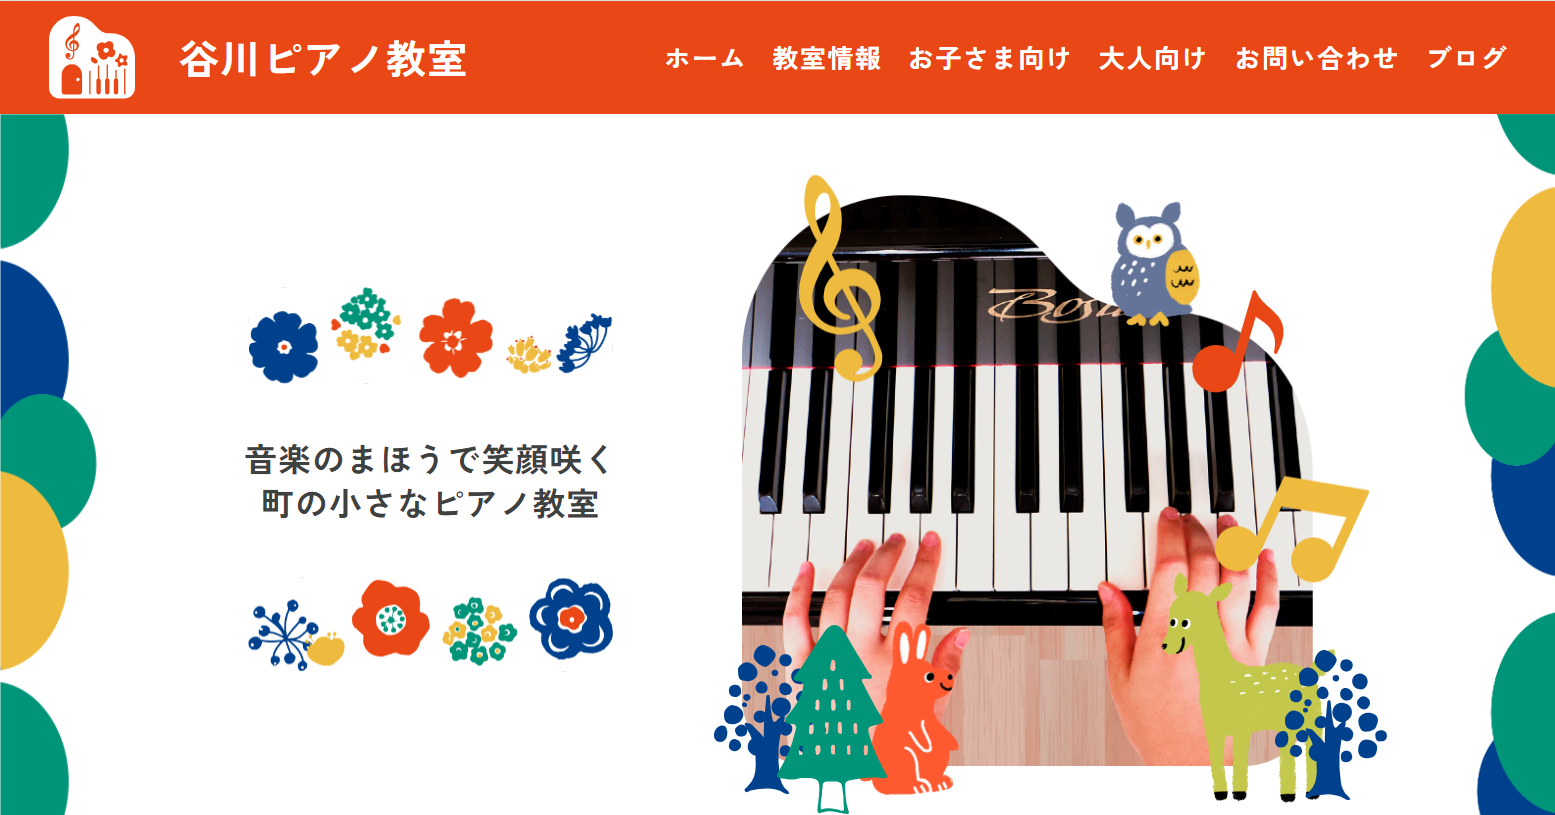 谷川ピアノ教室
ホーム 教室情報 お子さま向け 大人向け お問い合わせ ブログ
音楽のまほうで笑顔咲く
町の小さなピアノ教室